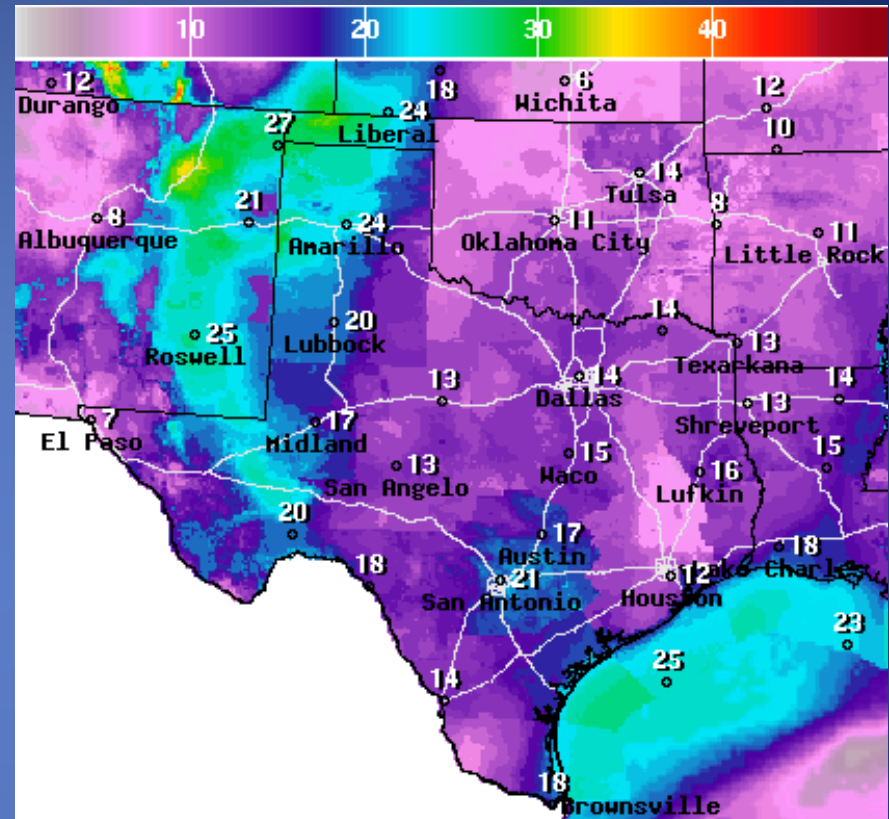 10 20 30 40
12
Durango
18
6
Wichita
12
24
Liberal
27
10
14
Tulsa
8
Albuquerque
21
24
Amarillo
11
Oklahoma City
8
11
Little Rock
25
Roswell
20
Lubbock
14
13
Texarkana
14
Dallas
13
13
Shreveport
14
7
El Paso
17
Midland
13
San Angelo
15
Waco
16
Lufkin
15
20
17
Austin
18
Lake Charles
18
21
San Antonio
12
Houston
23
25
14
18
Brownsville